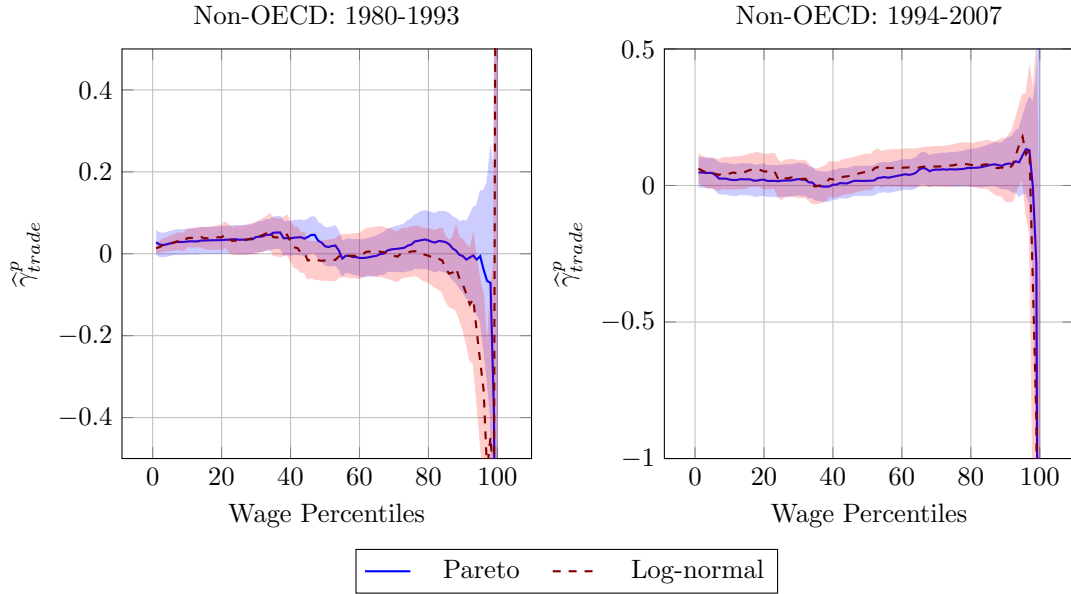 Non-OECD: 1980-1993
0.4
0.2
0
−0.2
−0.4
0 20 40 60 80 100
Wage Percentiles
γ̂ᵖₜᵣₐdₑ
Non-OECD: 1994-2007
0.5
0
−0.5
−1
0 20 40 60 80 100
Wage Percentiles
γ̂ᵖₜᵣₐdₑ
Pareto Log-normal